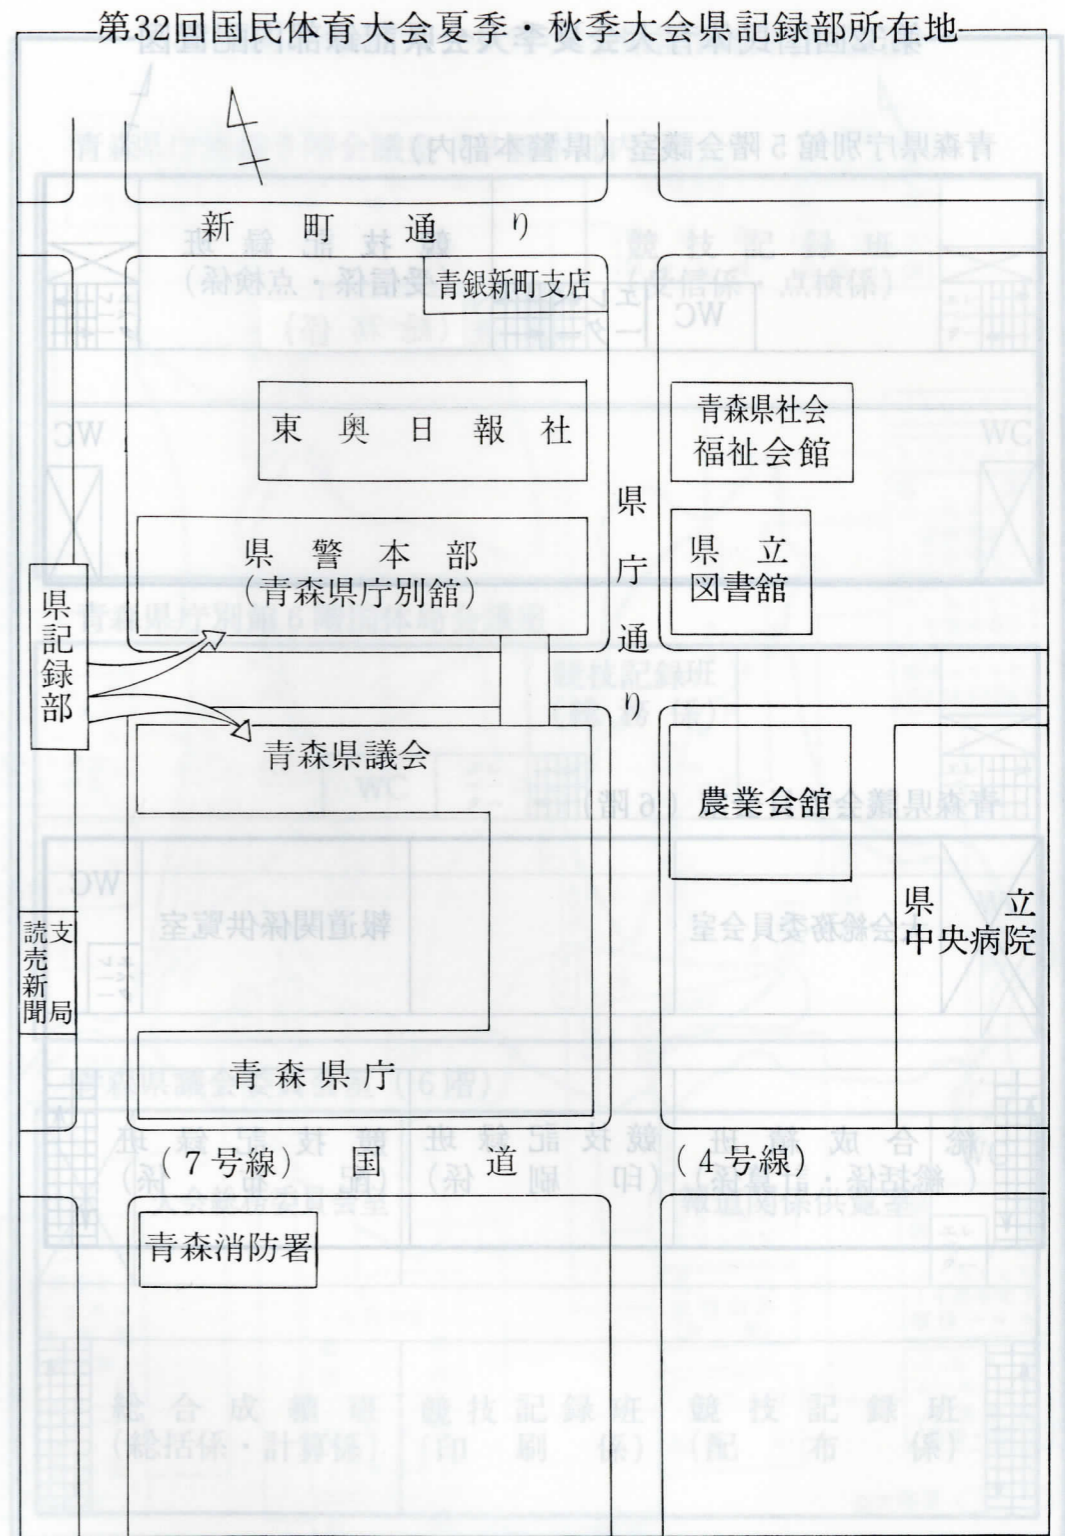 第32回国民体育大会夏季・秋季大会県記録部所在地
新町通り
青銀新町支店
東奥日報社
青森県社会
福祉会館
県庁通り
県警本部
(青森県庁別舘)
県立
図書舘
県記録部
青森県議会
農業会舘
県立
中央病院
読売新聞
支局
青森県庁
(7号線) 国道 (4号線)
青森消防署